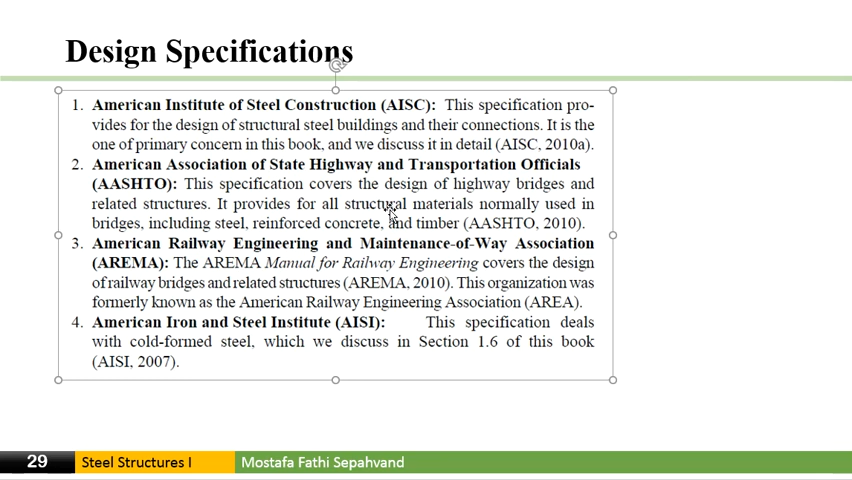 Design Specifications
1. American Institute of Steel Construction (AISC): This specification pro-
vides for the design of structural steel buildings and their connections. It is the
one of primary concern in this book, and we discuss it in detail (AISC, 2010a).
2. American Association of State Highway and Transportation Officials
(AASHTO): This specification covers the design of highway bridges and
related structures. It provides for all structural materials normally used in
bridges, including steel, reinforced concrete, and timber (AASHTO, 2010).
3. American Railway Engineering and Maintenance-of-Way Association
(AREMA): The AREMA Manual for Railway Engineering covers the design
of railway bridges and related structures (AREMA, 2010). This organization was
formerly known as the American Railway Engineering Association (AREA).
4. American Iron and Steel Institute (AISI): This specification deals
with cold-formed steel, which we discuss in Section 1.6 of this book
(AISI, 2007).
29 Steel Structures I Mostafa Fathi Sepahvand